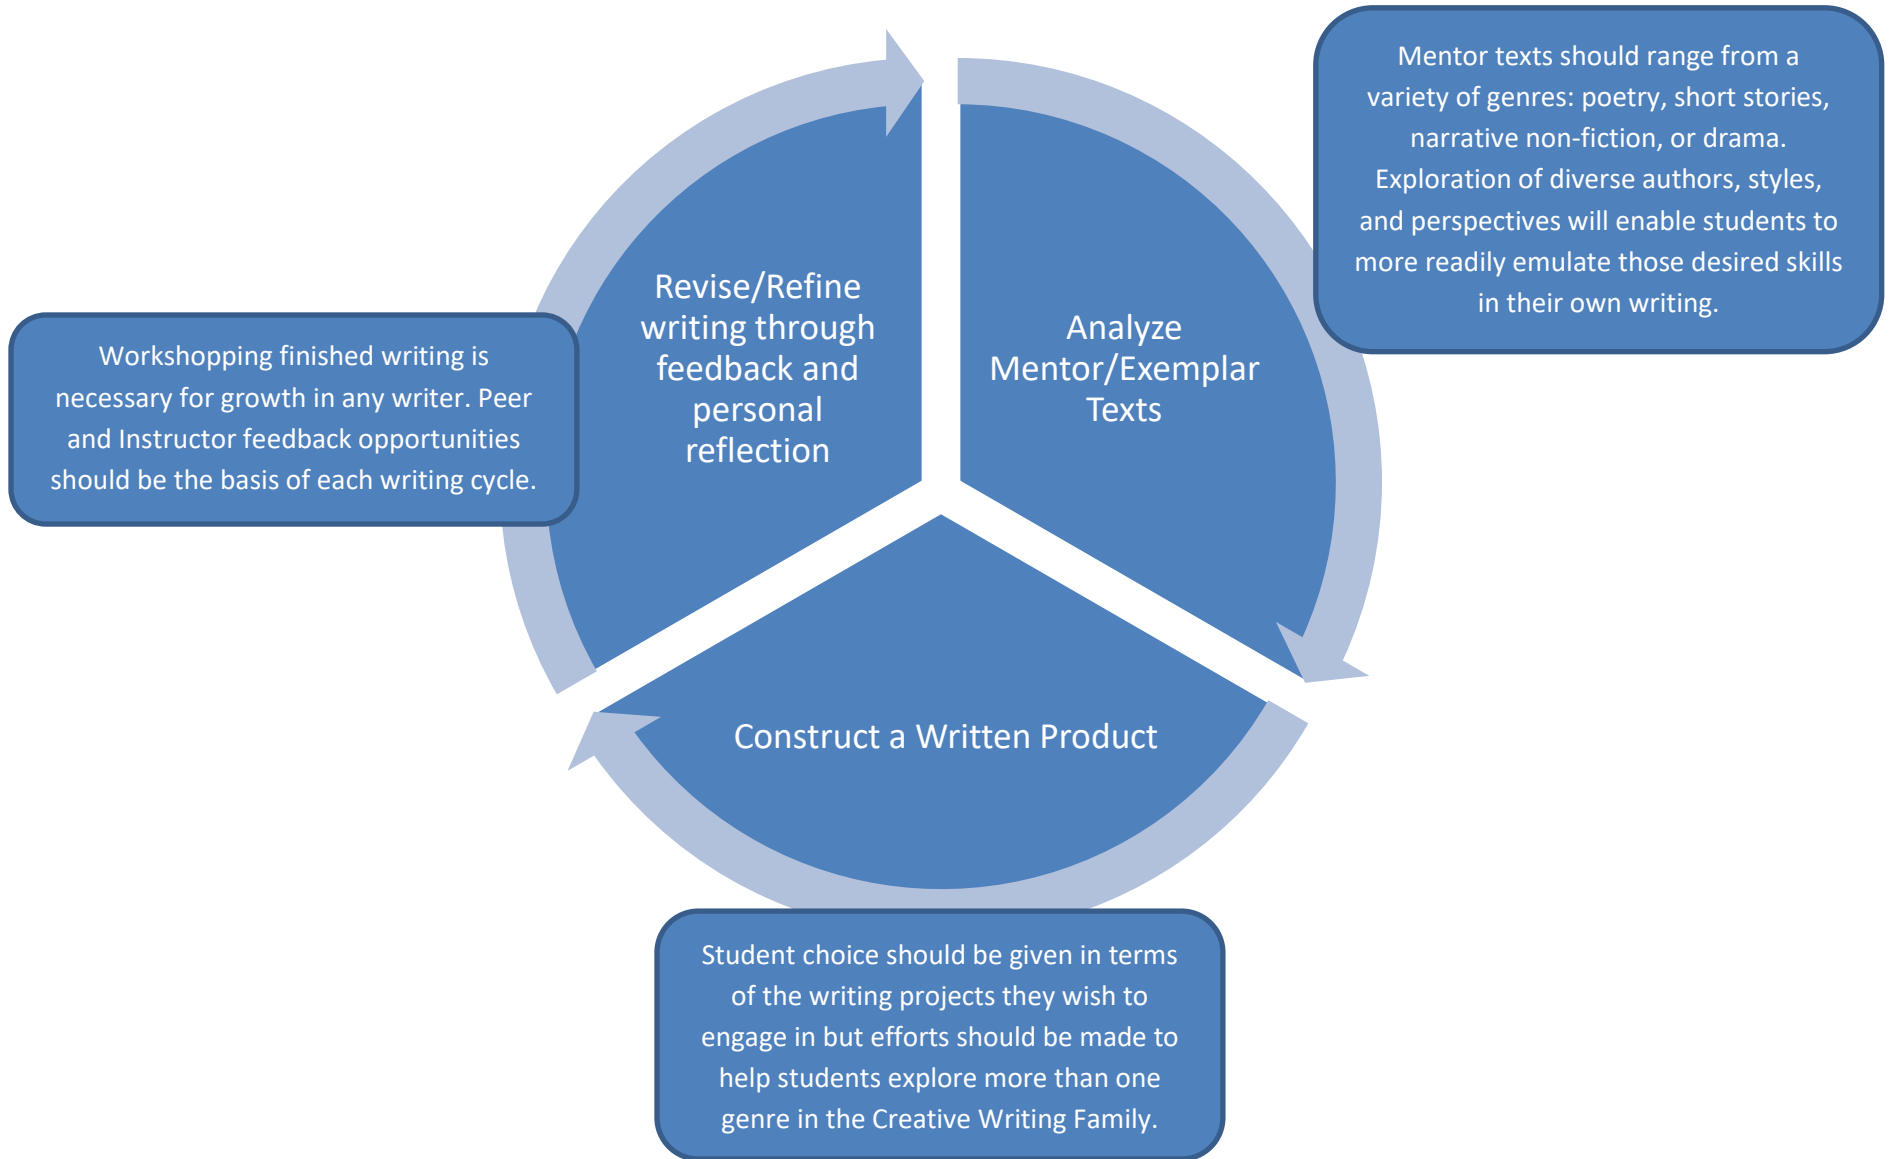 Mentor texts should range from a
variety of genres: poetry, short stories,
narrative non-fiction, or drama.
Exploration of diverse authors, styles,
and perspectives will enable students to
more readily emulate those desired skills
in their own writing.
Analyze
Mentor/Exemplar
Texts
Construct a Written Product
Student choice should be given in terms
of the writing projects they wish to
engage in but efforts should be made to
help students explore more than one
genre in the Creative Writing Family.
Revise/Refine
writing through
feedback and
personal
reflection
Workshopping finished writing is
necessary for growth in any writer. Peer
and Instructor feedback opportunities
should be the basis of each writing cycle.